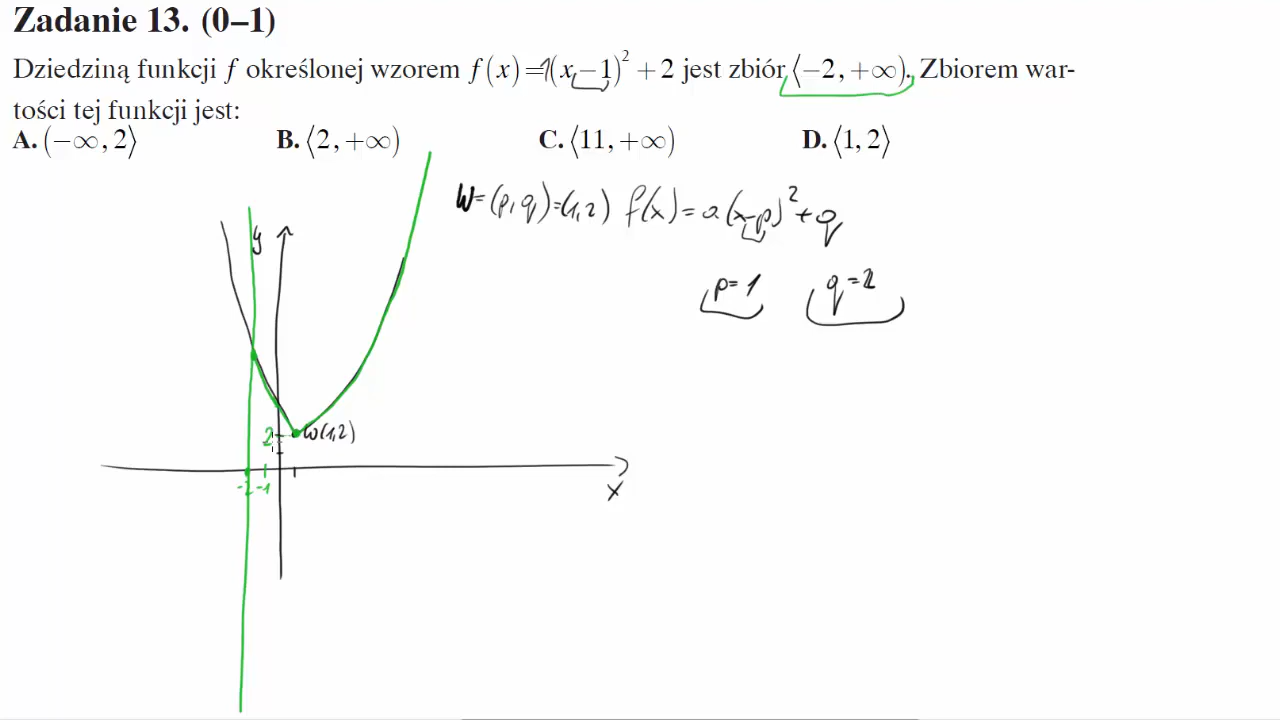 Zadanie 13. (0–1)
Dziedziną funkcji f określonej wzorem f(x)=1(x−1)²+2 jest zbiór ⟨−2,+∞). Zbiorem war-
tości tej funkcji jest:
A. (−∞,2⟩ B. ⟨2,+∞) C. ⟨11,+∞) D. ⟨1,2⟩
W=(p,q)=(1,2) f(x)=a(x−p)²+q
y
p=1 q=2
2 W(1,2)
-2 -1
x